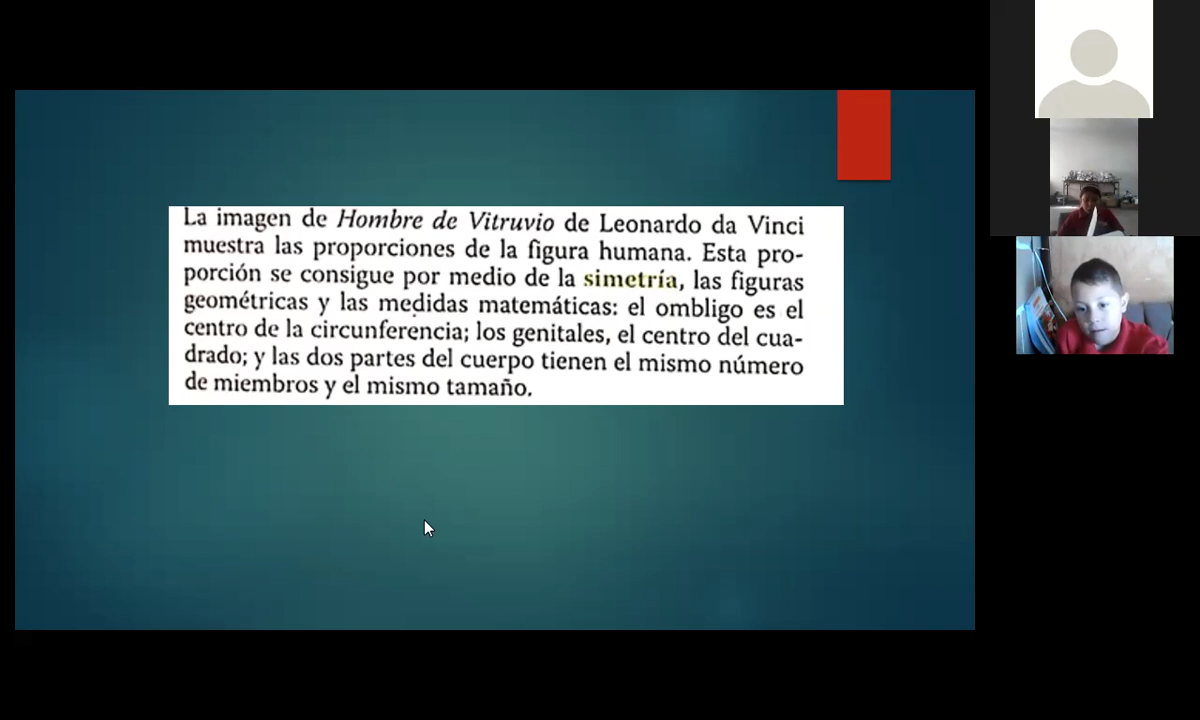 La imagen de Hombre de Vitruvio de Leonardo da Vinci
muestra las proporciones de la figura humana. Esta pro-
porción se consigue por medio de la simetría, las figuras
geométricas y las medidas matemáticas: el ombligo es el
centro de la circunferencia; los genitales, el centro del cua-
drado; y las dos partes del cuerpo tienen el mismo número
de miembros y el mismo tamaño.